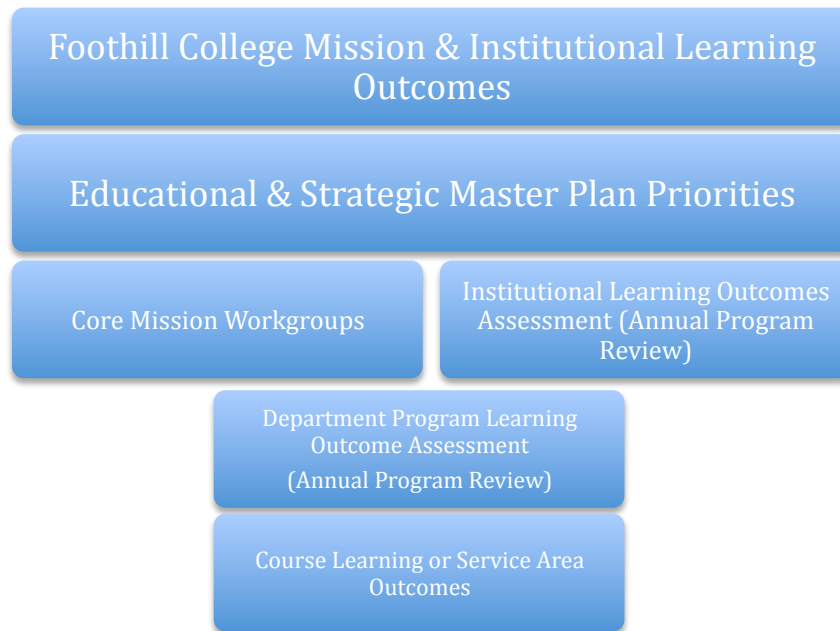 Foothill College Mission & Institutional Learning
Outcomes
Educational & Strategic Master Plan Priorities
Core Mission Workgroups
Institutional Learning Outcomes
Assessment (Annual Program
Review)
Department Program Learning
Outcome Assessment
(Annual Program Review)
Course Learning or Service Area
Outcomes